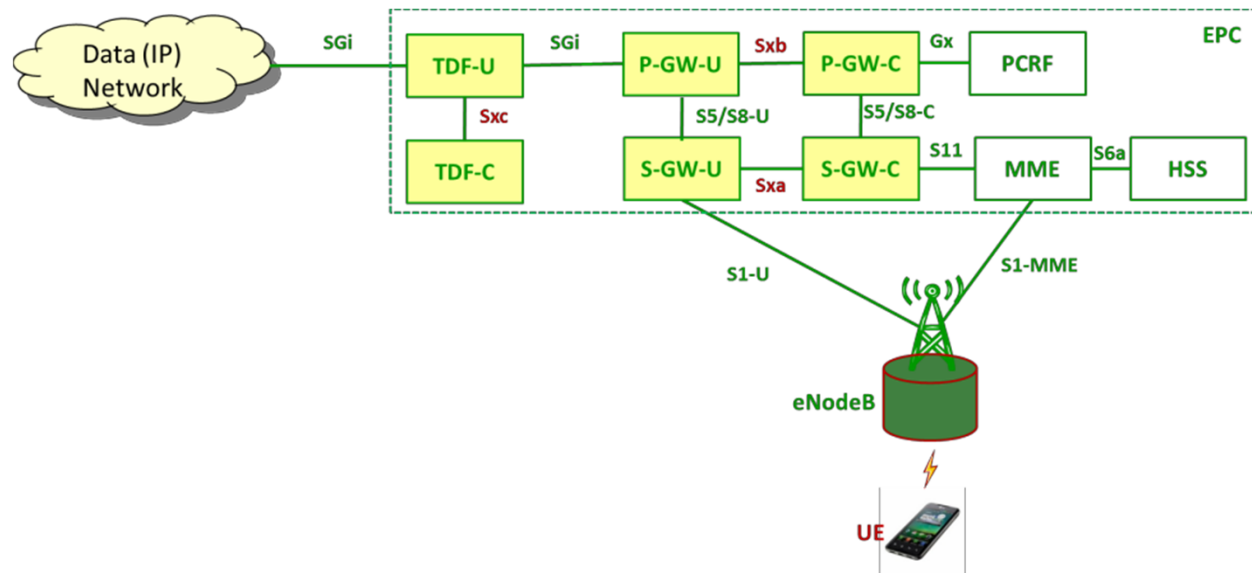 EPC
Data (IP)
Network
SGi
TDF-U
SGi
P-GW-U
Sxb
P-GW-C
Gx
PCRF
Sxc
S5/S8-U
S5/S8-C
TDF-C
S-GW-U
Sxa
S-GW-C
S11
MME
S6a
HSS
S1-U
S1-MME
eNodeB
UE